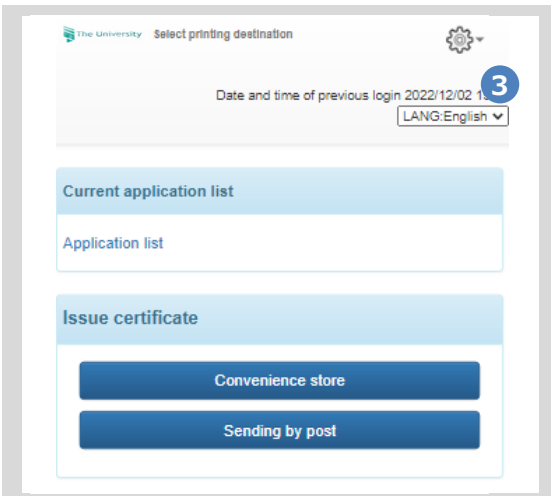 The University Select printing destination
3
Date and time of previous login 2022/12/02
LANG:English
Current application list
Application list
Issue certificate
Convenience store
Sending by post